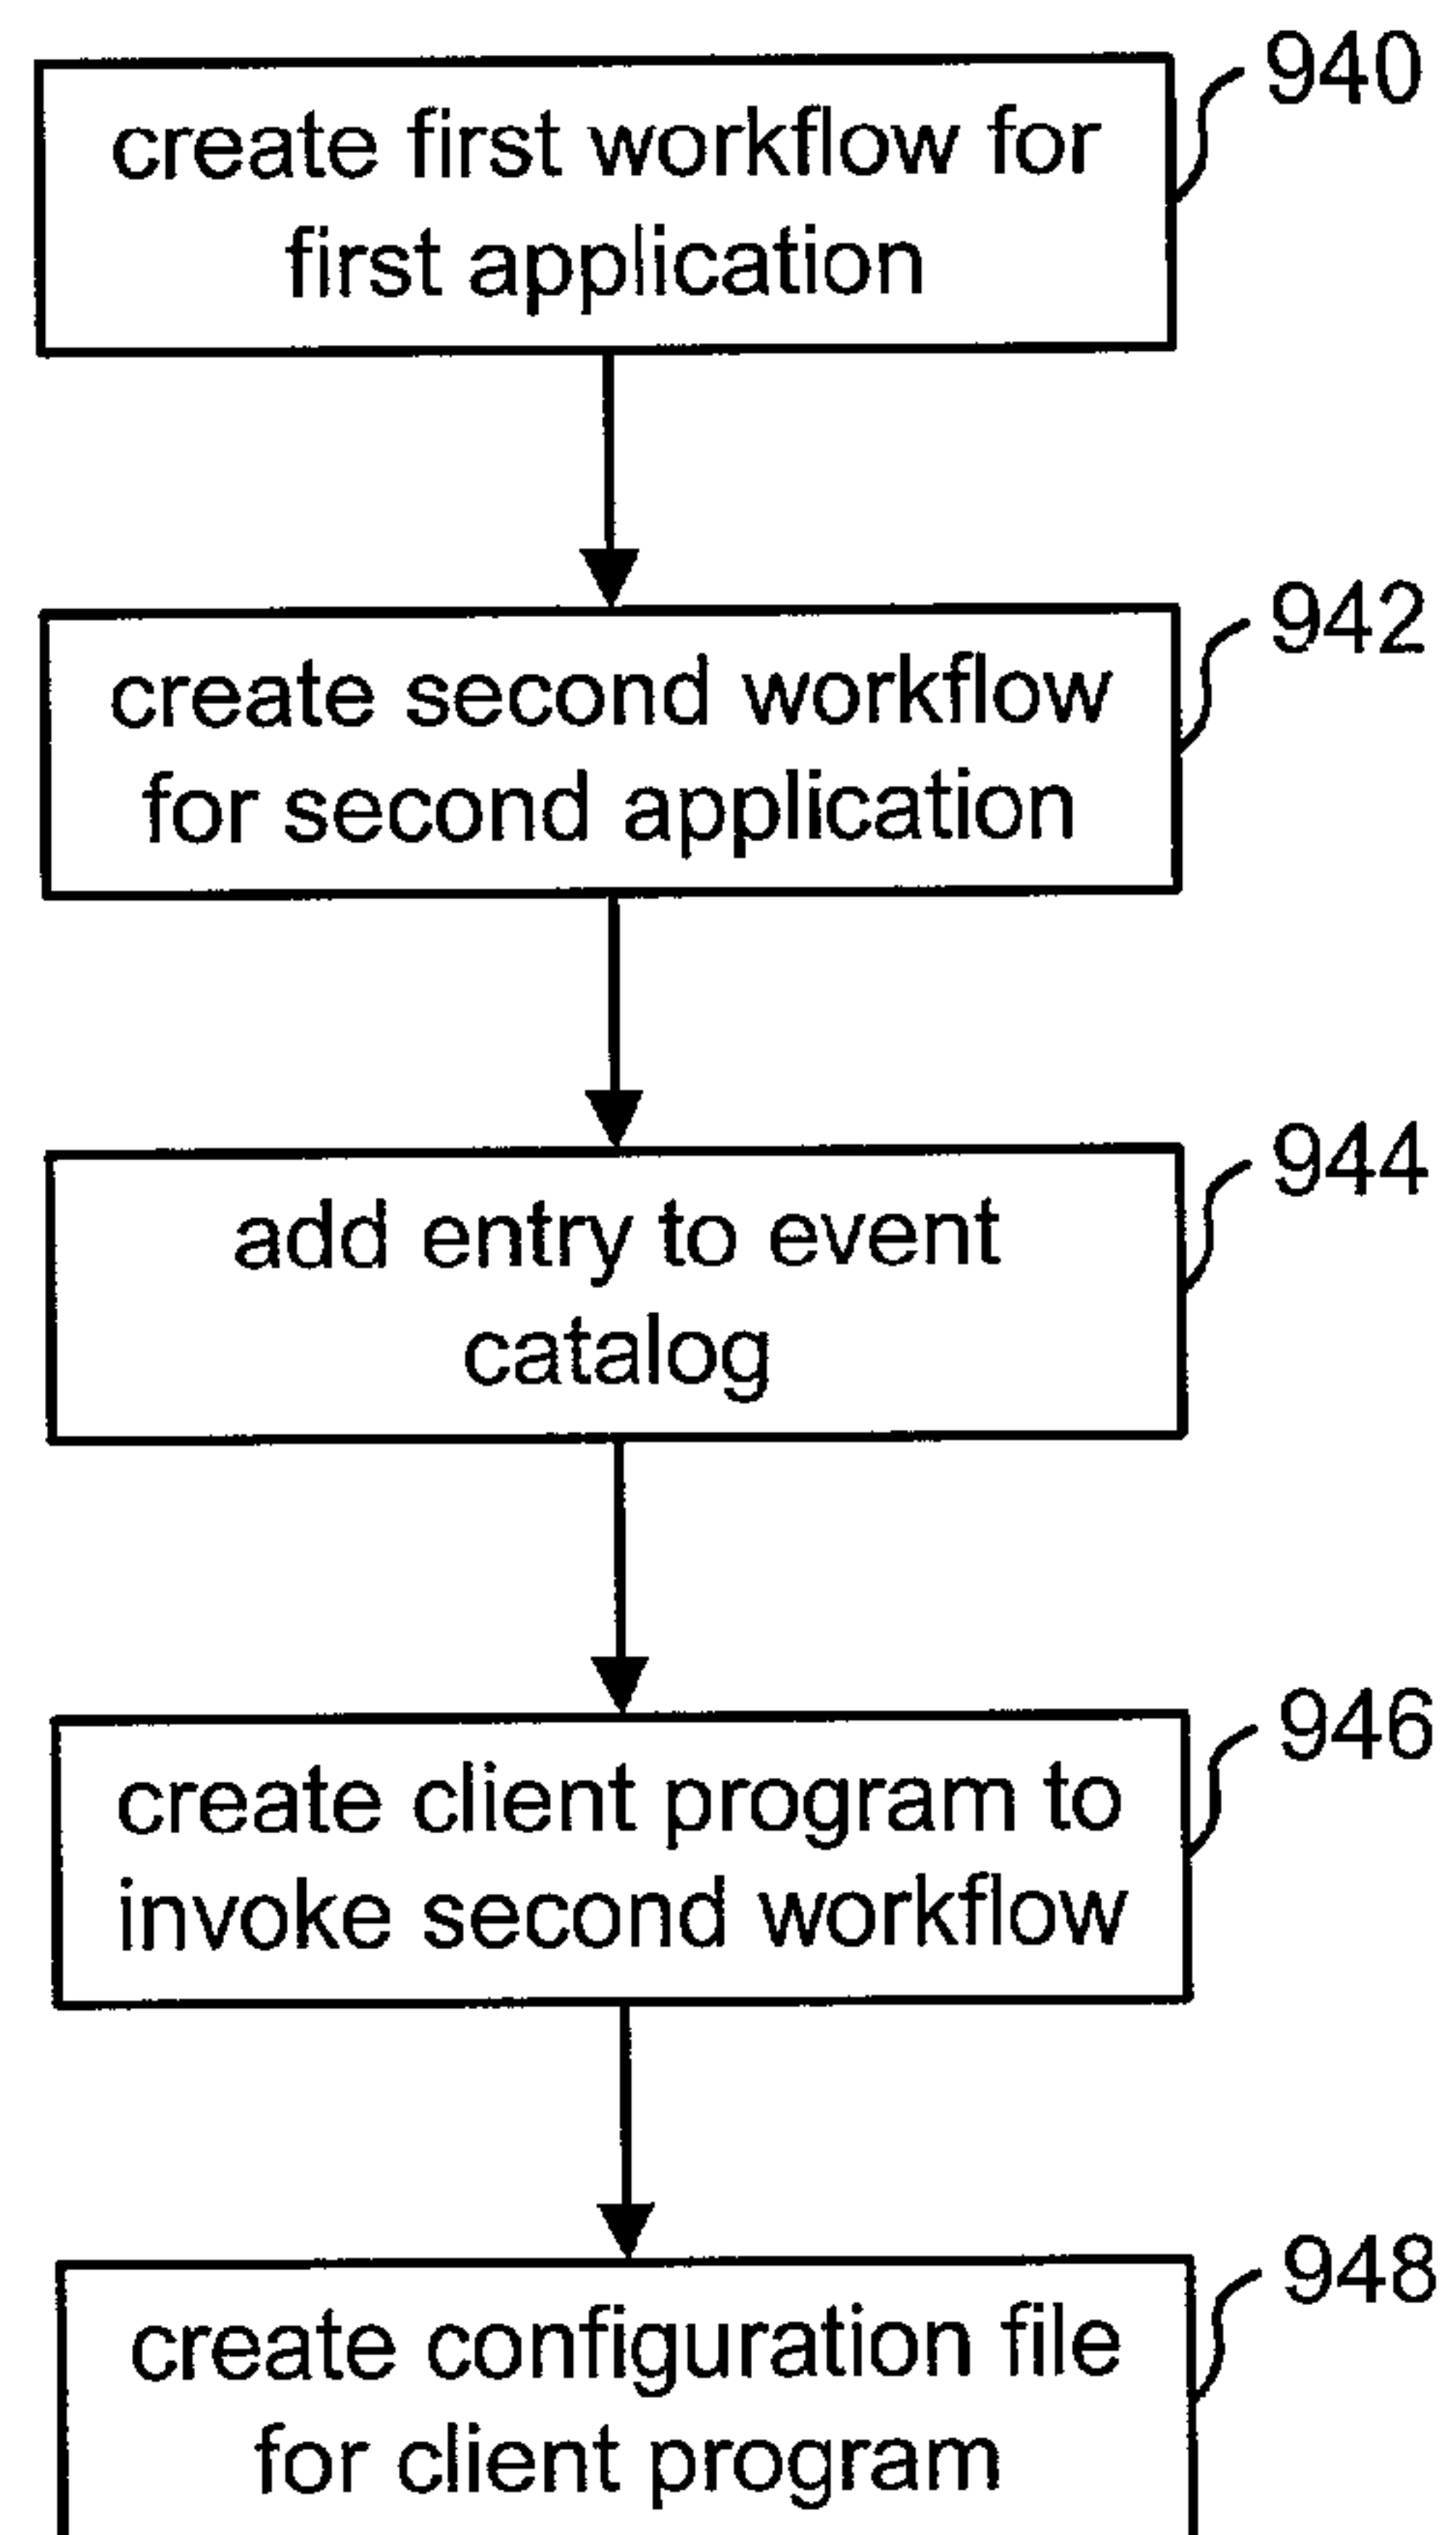 940
create first workflow for
first application
942
create second workflow
for second application
944
add entry to event
catalog
946
create client program to
invoke second workflow
948
create configuration file
for client program